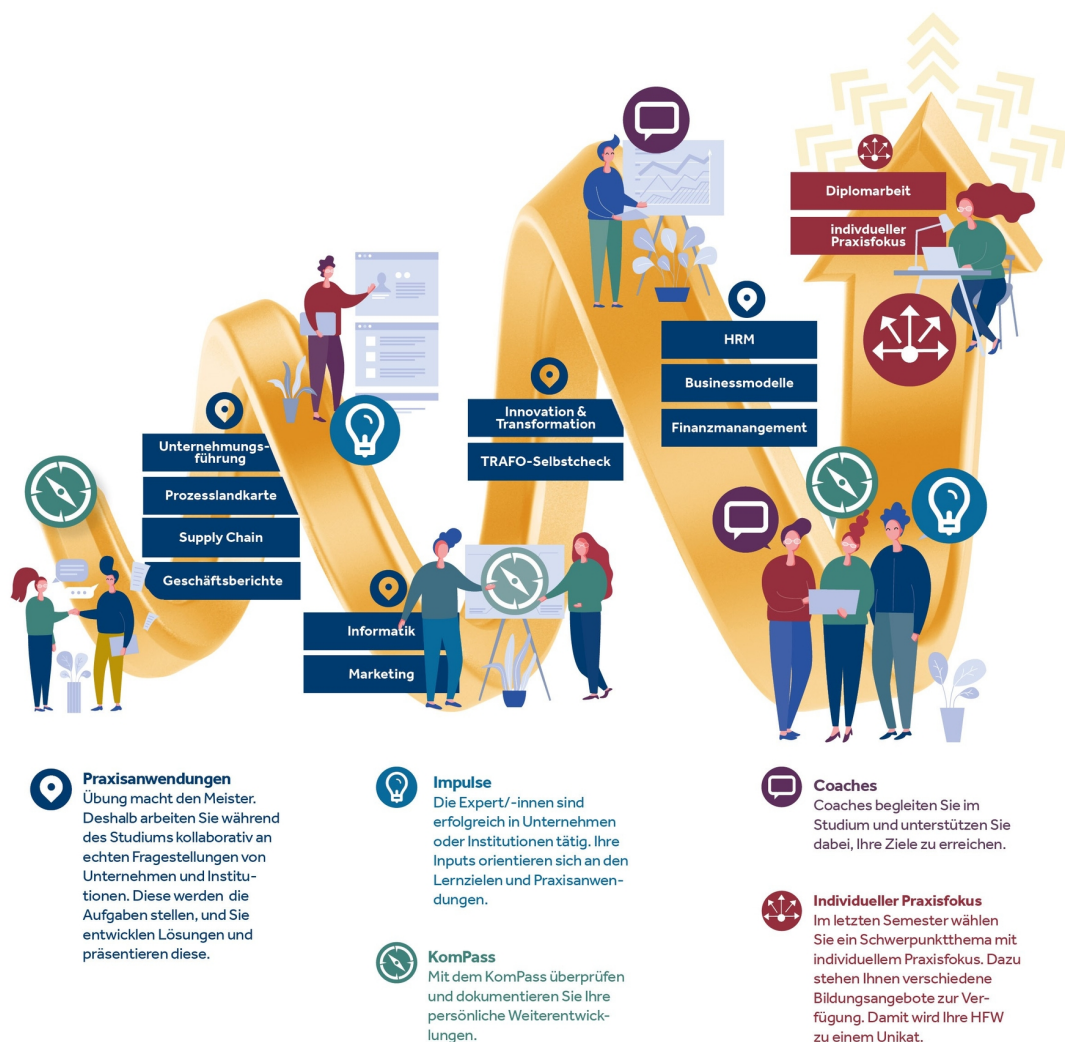 Diplomarbeit
indivdueller
Praxisfokus
HRM
Businessmodelle
Finanzmanangement
Innovation &
Transformation
TRAFO-Selbstcheck
Unternehmungs-
führung
Prozesslandkarte
Supply Chain
Geschäftsberichte
Informatik
Marketing
Praxisanwendungen
Übung macht den Meister.
Deshalb arbeiten Sie während
des Studiums kollaborativ an
echten Fragestellungen von
Unternehmen und Institu-
tionen. Diese werden die
Aufgaben stellen, und Sie
entwicklen Lösungen und
präsentieren diese.
Impulse
Die Expert/-innen sind
erfolgreich in Unternehmen
oder Institutionen tätig. Ihre
Inputs orientieren sich an den
Lernzielen und Praxisanwen-
dungen.
KomPass
Mit dem KomPass überprüfen
und dokumentieren Sie Ihre
persönliche Weiterentwick-
lungen.
Coaches
Coaches begleiten Sie im
Studium und unterstützen Sie
dabei, Ihre Ziele zu erreichen.
Individueller Praxisfokus
Im letzten Semester wählen
Sie ein Schwerpunktthema mit
individuellem Praxisfokus. Dazu
stehen Ihnen verschiedene
Bildungsangebote zur Ver-
fügung. Damit wird Ihre HFW
zu einem Unikat.